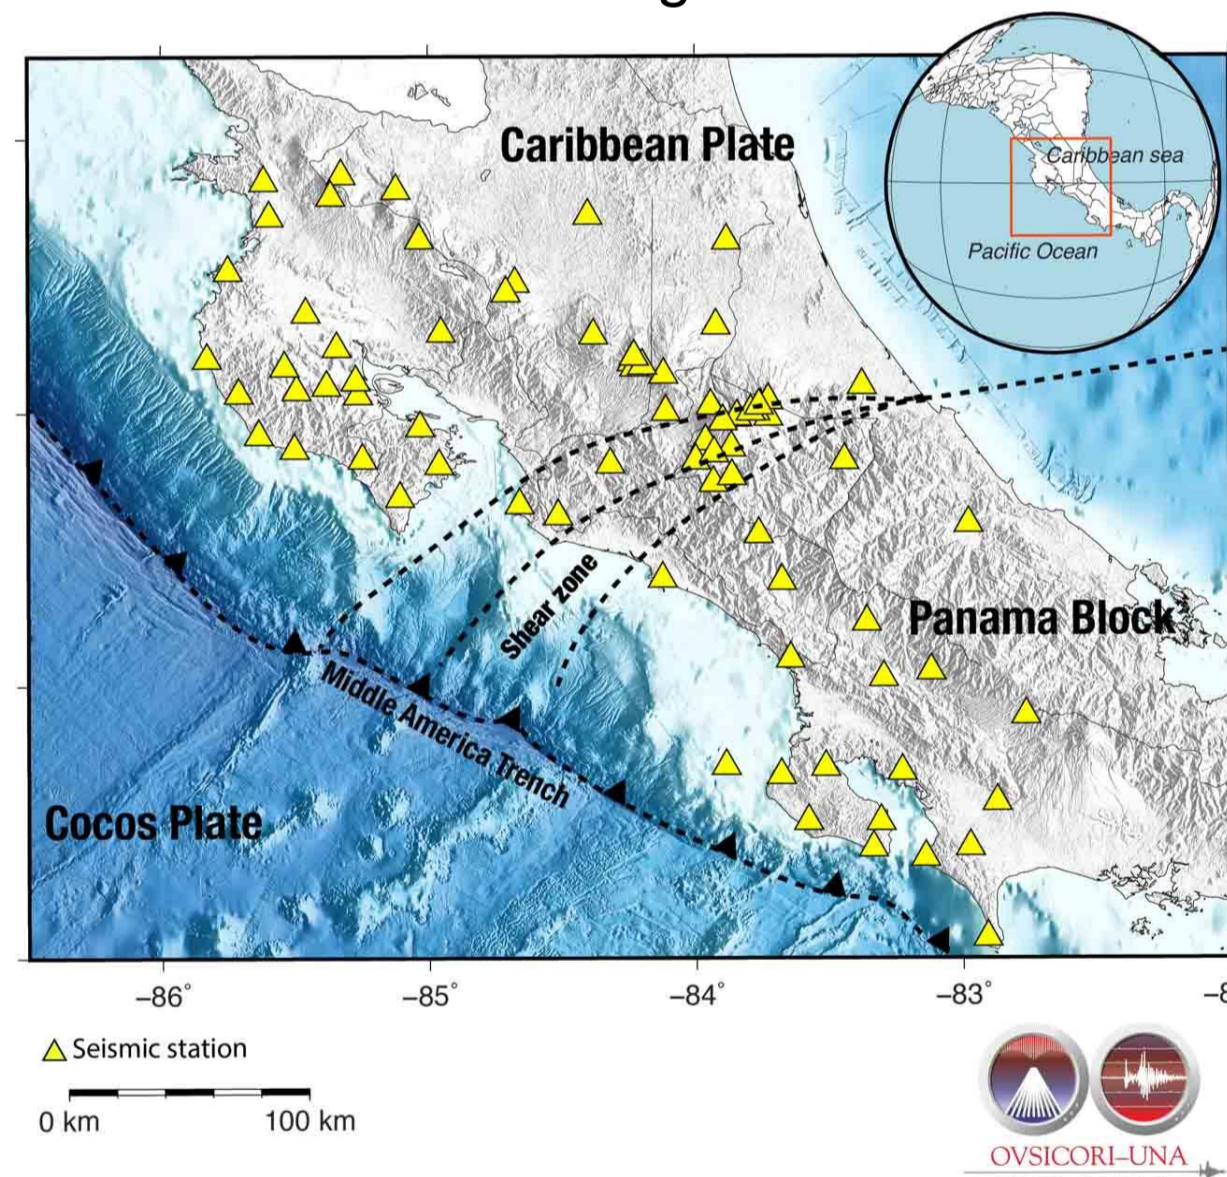 Caribbean Plate
Caribbean sea
Pacific Ocean
Shear zone
Panama Block
Middle America Trench
Cocos Plate
–86°
–85°
–84°
–83°
Seismic station
0 km
100 km
OVSICORI–UNA